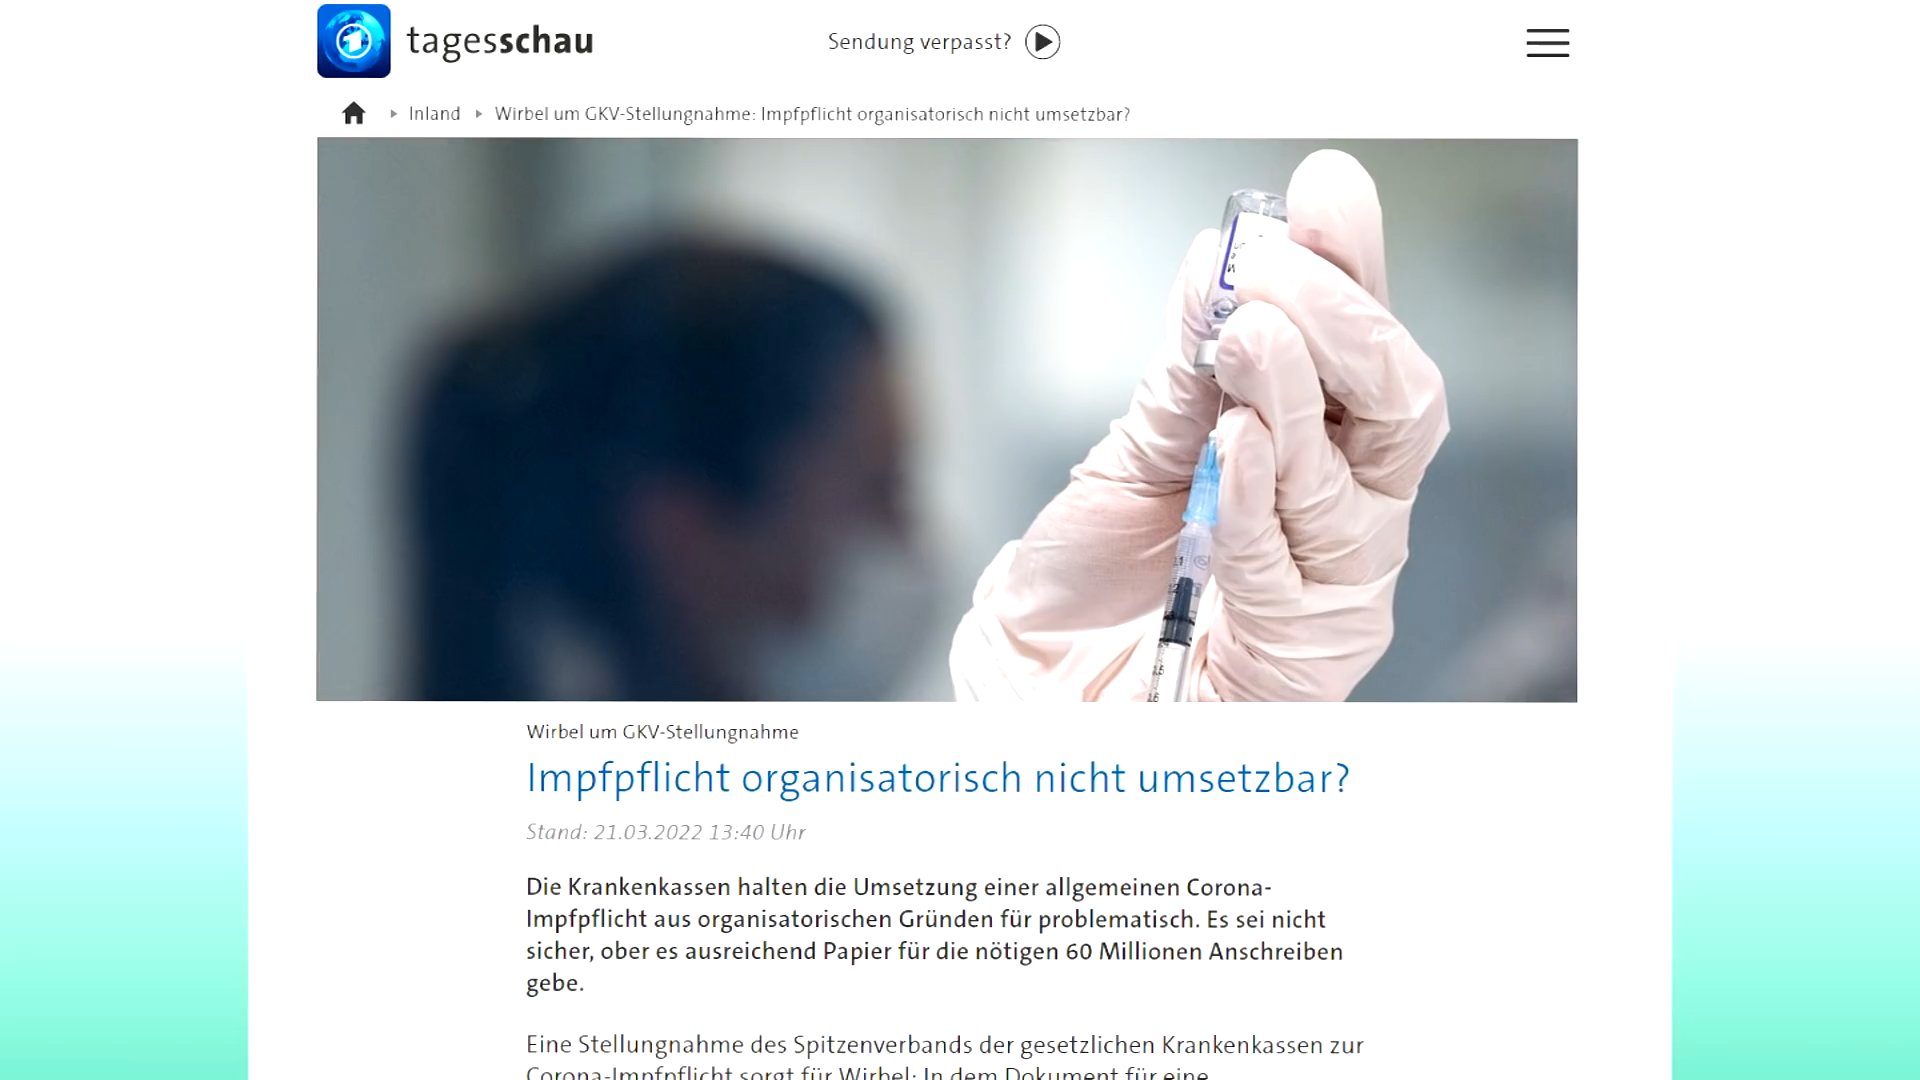 tagesschau
Sendung verpasst?
Inland
Wirbel um GKV-Stellungnahme: Impfpflicht organisatorisch nicht umsetzbar?
Wirbel um GKV-Stellungnahme
Impfpflicht organisatorisch nicht umsetzbar?
Stand: 21.03.2022 13:40 Uhr
Die Krankenkassen halten die Umsetzung einer allgemeinen Corona-
Impfpflicht aus organisatorischen Gründen für problematisch. Es sei nicht
sicher, ober es ausreichend Papier für die nötigen 60 Millionen Anschreiben
gebe.
Eine Stellungnahme des Spitzenverbands der gesetzlichen Krankenkassen zur
Corona-Impfpflicht sorgt für Wirbel: In dem Dokument für eine